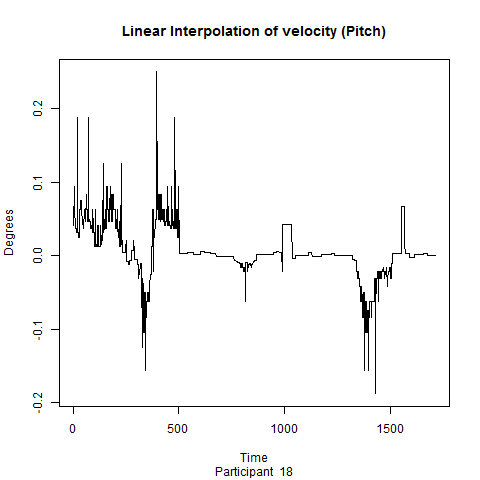 Linear Interpolation of velocity (Pitch)
Degrees
0.2
0.1
0.0
-0.1
-0.2
0 500 1000 1500
Time
Participant 18